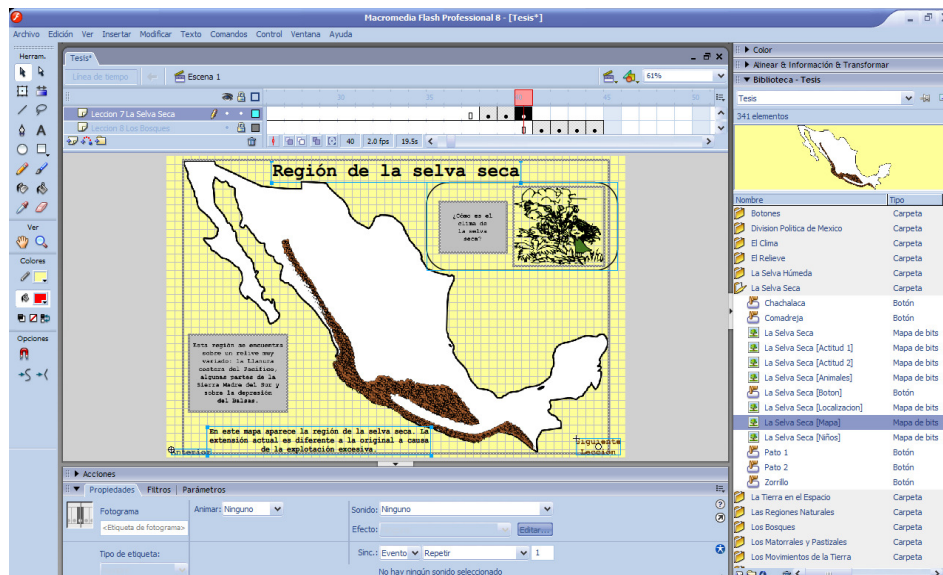 Macromedia Flash Professional 8 - [Tesis*]
Archivo Edición Ver Insertar Modificar Texto Comandos Control Ventana Ayuda
Herram.
Ver
Colores
Opciones
Tesis*
Línea de tiempo
Escena 1
61%
30 35 45 50
Leccion 7 La Selva Seca
Leccion 8 Los Bosques
40 2.0 fps 19.5s
Región de la selva seca
¿Cómo es el
clima de
la selva
seca?
Esta región se encuentra
sobre un relive muy
variado: la Llanura
costera del Pacífico,
algunas partes de la
Sierra Madre del Sur y
sobre la depresión
del Balsas.
En este mapa aparece la región de la selva seca. La
extensión actual es diferente a la original a causa
de la explotación excesiva.
Anterior
Siguiente
Lección
Acciones
Propiedades Filtros Parámetros
Fotograma
<Etiqueta de fotograma>
Tipo de etiqueta:
Animar: Ninguno
Sonido: Ninguno
Efecto:
Editar...
Sinc.: Evento Repetir 1
No hay ningún sonido seleccionado
Color
Alinear & Información & Transformar
Biblioteca - Tesis
Tesis
341 elementos
Nombre Tipo
Botones Carpeta
Division Politica de Mexico Carpeta
El Clima Carpeta
El Relieve Carpeta
La Selva Húmeda Carpeta
La Selva Seca Carpeta
Chachalaca Botón
Comadreja Botón
La Selva Seca Mapa de bits
La Selva Seca [Actitud 1] Mapa de bits
La Selva Seca [Actitud 2] Mapa de bits
La Selva Seca [Animales] Mapa de bits
La Selva Seca [Boton] Mapa de bits
La Selva Seca [Localizacion] Mapa de bits
La Selva Seca [Mapa] Mapa de bits
La Selva Seca [Niños] Mapa de bits
Pato 1 Botón
Pato 2 Botón
Zorrillo Botón
La Tierra en el Espacio Carpeta
Las Regiones Naturales Carpeta
Los Bosques Carpeta
Los Matorrales y Pastizales Carpeta
Los Movimientos de la Tierra Carpeta